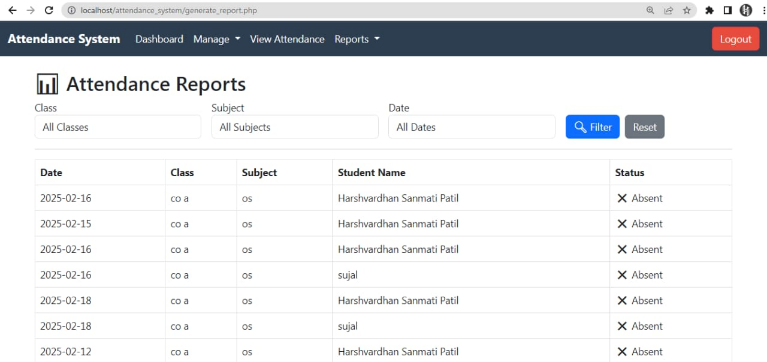 localhost/attendance_system/generate_report.php
Attendance System Dashboard Manage View Attendance Reports Logout
Attendance Reports
Class Subject Date
All Classes All Subjects All Dates Filter Reset
Date Class Subject Student Name Status
2025-02-16 co a os Harshvardhan Sanmati Patil Absent
2025-02-15 co a os Harshvardhan Sanmati Patil Absent
2025-02-16 co a os Harshvardhan Sanmati Patil Absent
2025-02-16 co a os sujal Absent
2025-02-18 co a os Harshvardhan Sanmati Patil Absent
2025-02-18 co a os sujal Absent
2025-02-12 co a os Harshvardhan Sanmati Patil Absent